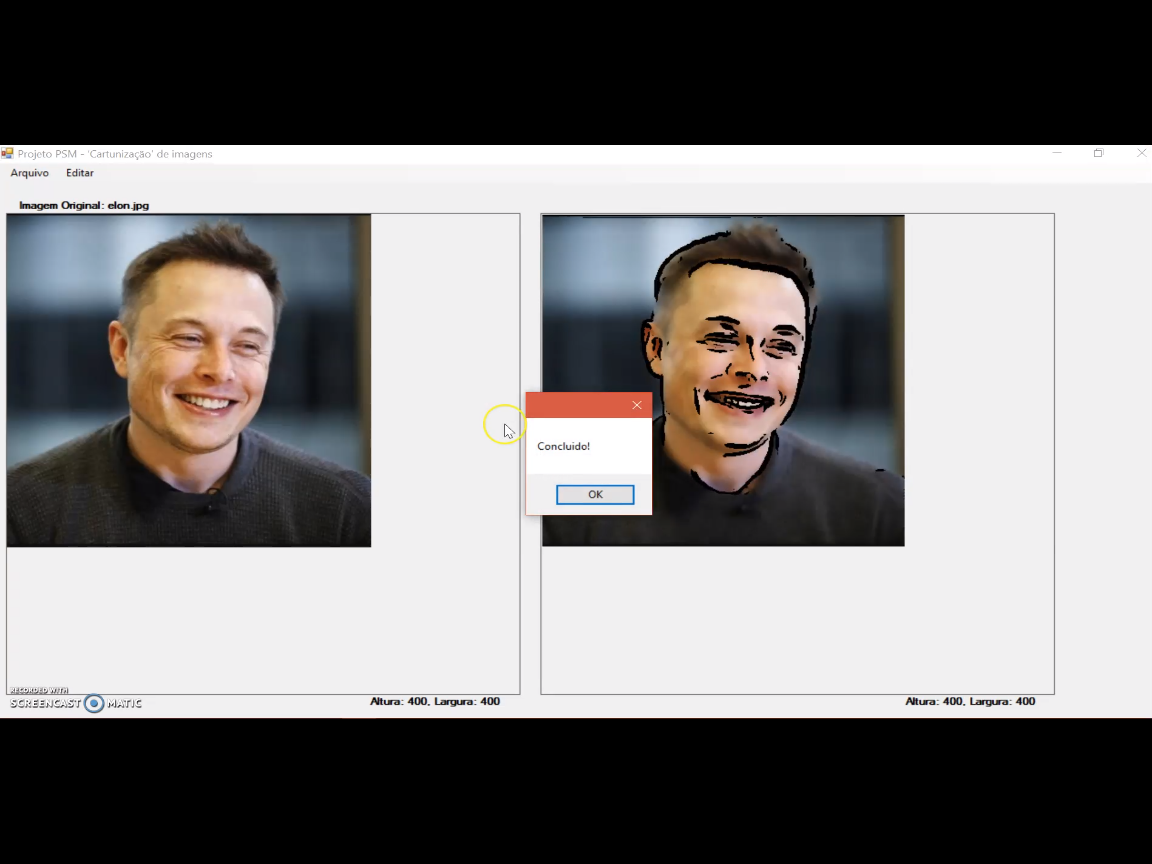 Projeto PSM - 'Cartunização' de imagens
Arquivo Editar
Imagem Original: elon.jpg
Concluido!
OK
RECORDED WITH
SCREENCAST MATIC
Altura: 400, Largura: 400
Altura: 400, Largura: 400